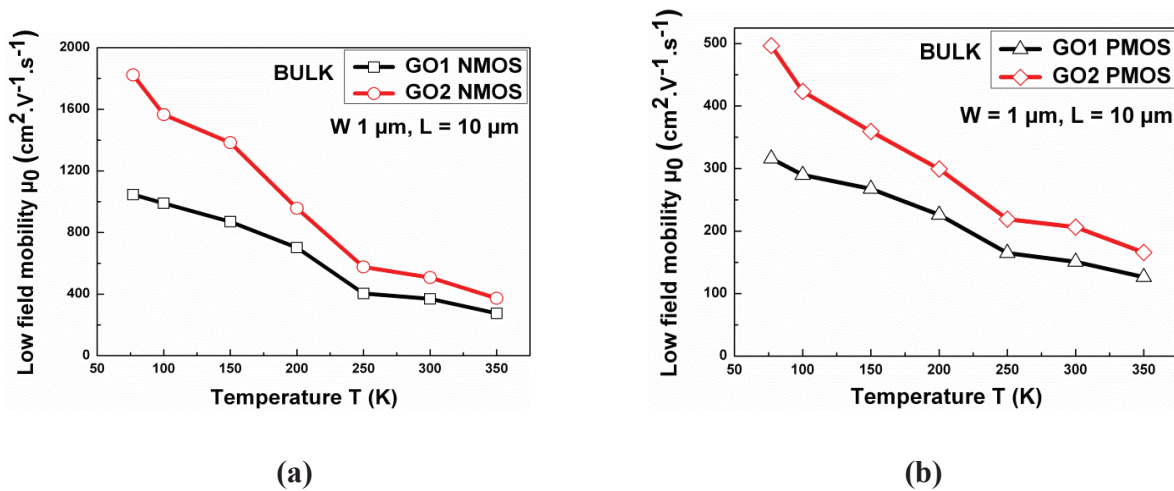 2000
1600
1200
800
400
0
Low field mobility μ0 (cm².V⁻¹.s⁻¹)
BULK
GO1 NMOS
GO2 NMOS
W 1 μm, L = 10 μm
50 100 150 200 250 300 350
Temperature T (K)
(a)
500
400
300
200
100
0
Low field mobility μ0 (cm².V⁻¹.s⁻¹)
BULK
GO1 PMOS
GO2 PMOS
W = 1 μm, L = 10 μm
50 100 150 200 250 300 350
Temperature T (K)
(b)